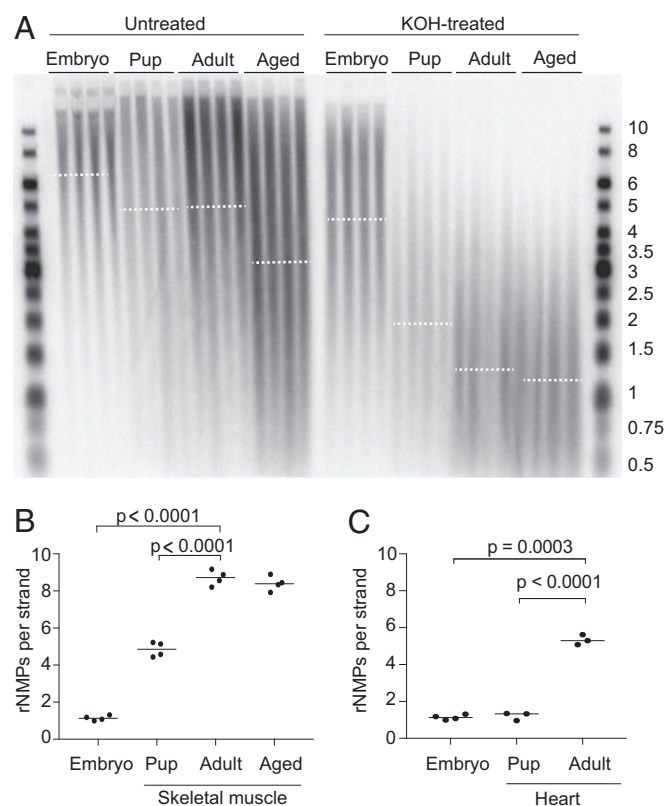 A
Untreated KOH-treated
Embryo Pup Adult Aged Embryo Pup Adult Aged
10
8
6
5
4
3.5
3
2.5
2
1.5
1
0.75
0.5
B
p < 0.0001
p < 0.0001
rNMPs per strand
10
8
6
4
2
0
Embryo Pup Adult Aged
Skeletal muscle
C
p = 0.0003
p < 0.0001
rNMPs per strand
10
8
6
4
2
0
Embryo Pup Adult
Heart